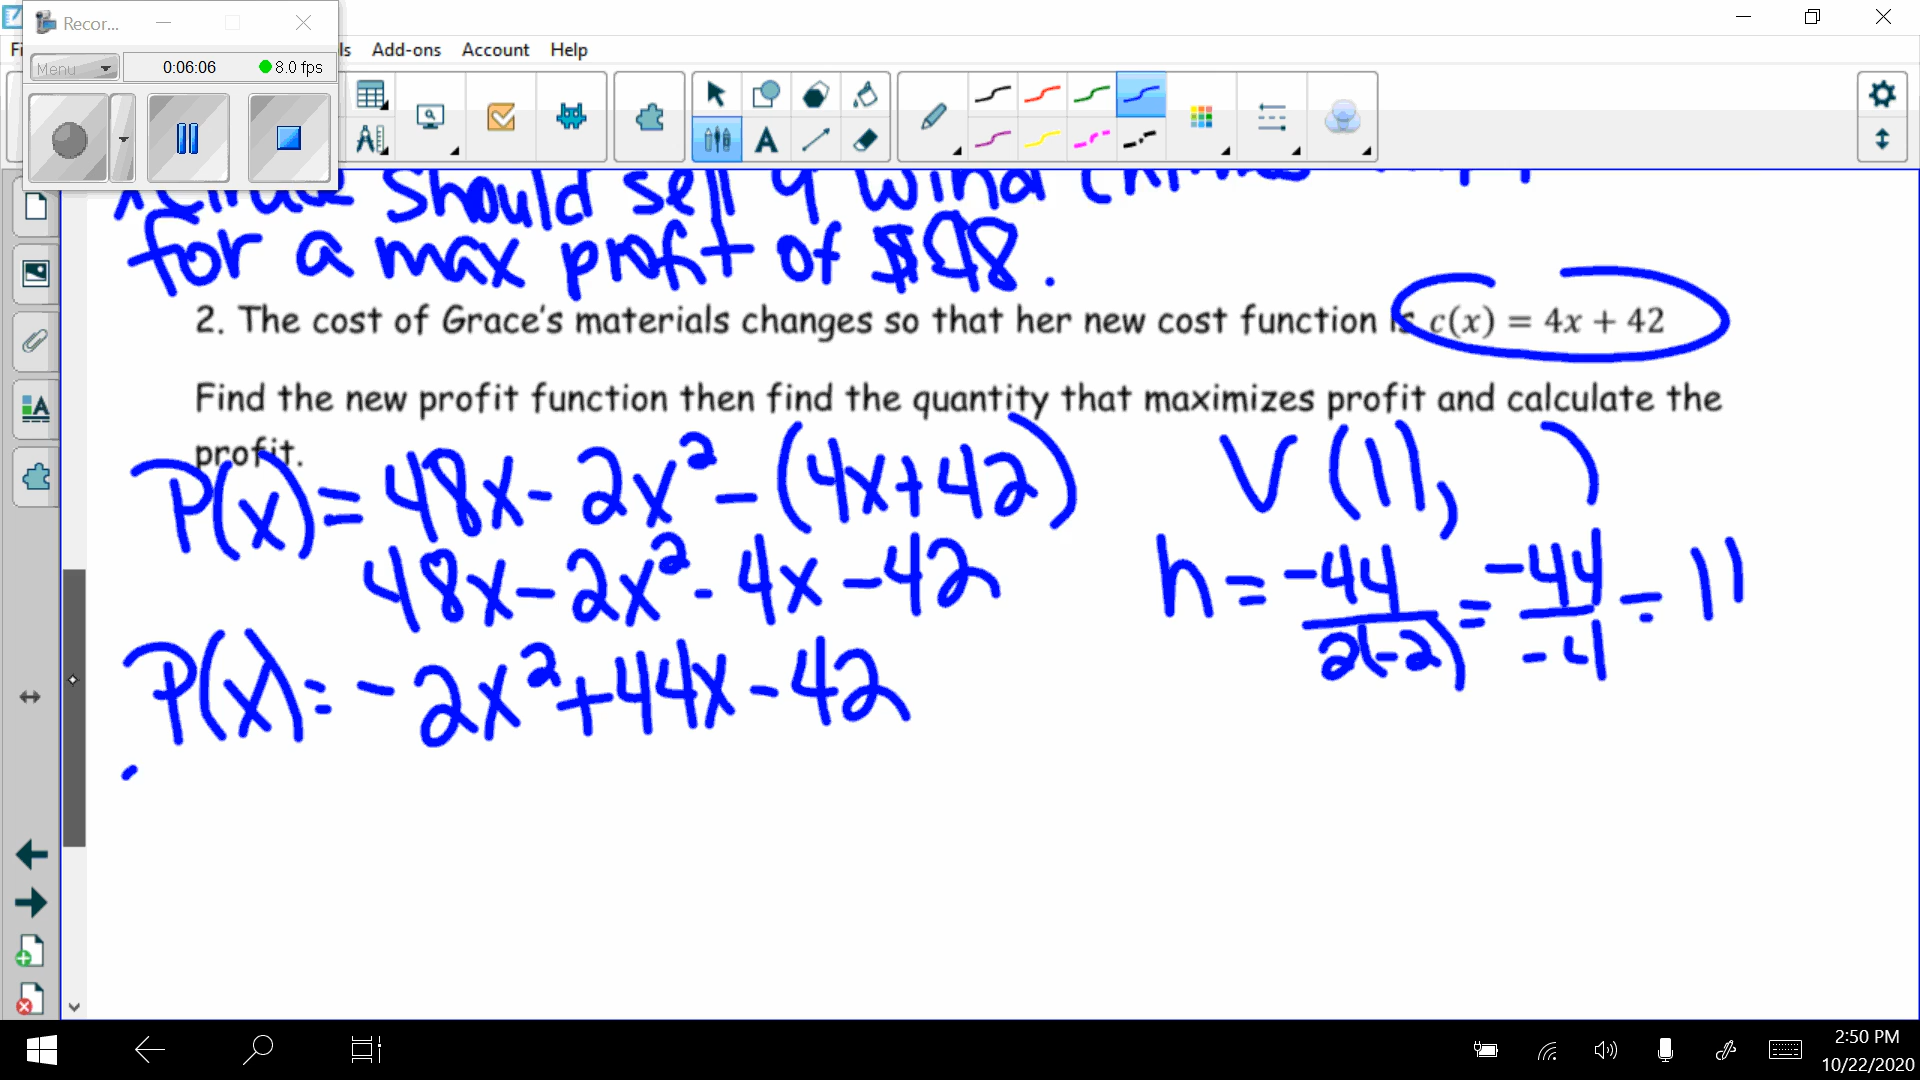 Recor...
Menu
0:06:06
8.0 fps
Fi
ls
Add-ons
Account
Help
should sell 9 wind
for a max profit of $98.
2. The cost of Grace's materials changes so that her new cost function is c(x) = 4x + 42
Find the new profit function then find the quantity that maximizes profit and calculate the
profit.
P(x) = 48x - 2x² - (4x+42)
48x - 2x² - 4x - 42
P(x) = -2x² + 44x - 42
V (11, )
h = -44/2(-2) = -44/-4 = 11
2:50 PM
10/22/2020